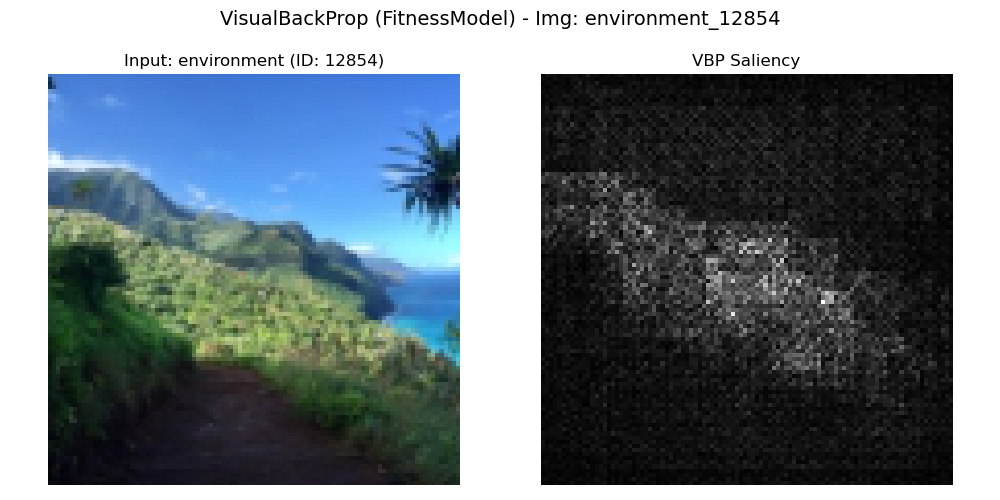 VisualBackProp (FitnessModel) - Img: environment_12854
Input: environment (ID: 12854)
VBP Saliency